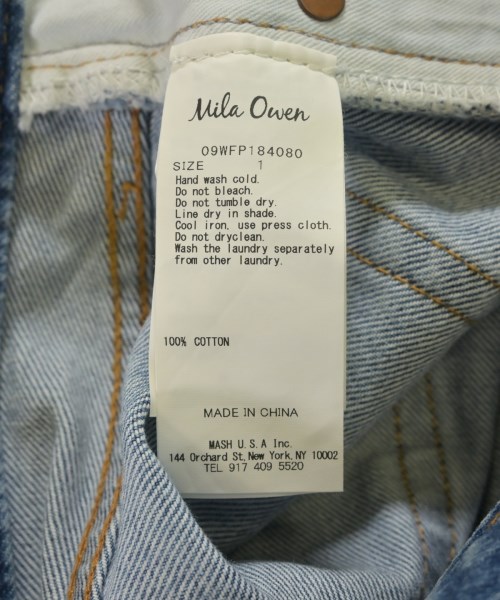 Mila Owen
09WFP184080
SIZE 1
Hand wash cold.
Do not bleach.
Do not tumble dry.
Line dry in shade.
Cool iron, use press cloth.
Do not dryclean.
Wash the laundry separately
from other laundry.
100% COTTON
MADE IN CHINA
MASH U.S.A Inc.
144 Orchard St, New York, NY 10002
TEL 917 409 5520